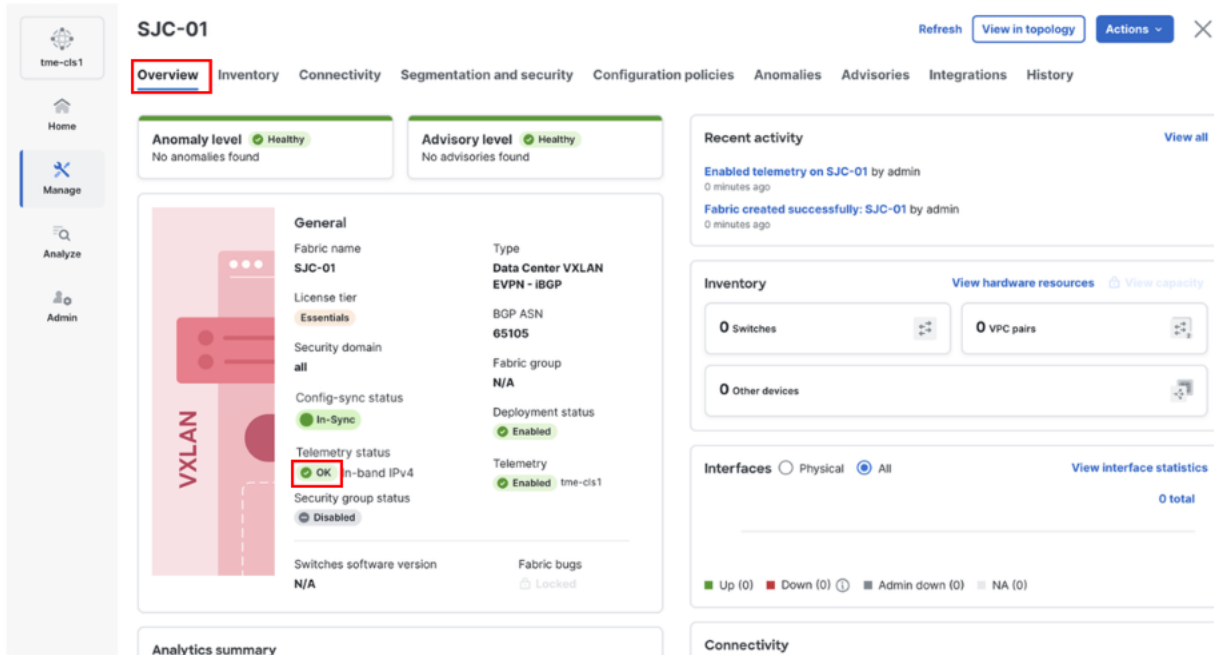 tme-cls1
Home
Manage
Analyze
Admin
SJC-01
Refresh
View in topology
Actions
Overview Inventory Connectivity Segmentation and security Configuration policies Anomalies Advisories Integrations History
Anomaly level Healthy
No anomalies found
Advisory level Healthy
No advisories found
VXLAN
General
Fabric name
SJC-01
License tier
Essentials
Security domain
all
Config-sync status
In-Sync
Telemetry status
OK In-band IPv4
Security group status
Disabled
Type
Data Center VXLAN
EVPN - iBGP
BGP ASN
65105
Fabric group
N/A
Deployment status
Enabled
Telemetry
Enabled tme-cls1
Switches software version
N/A
Fabric bugs
Locked
Analytics summary
Recent activity
View all
Enabled telemetry on SJC-01 by admin
0 minutes ago
Fabric created successfully: SJC-01 by admin
0 minutes ago
Inventory
View hardware resources
View capacity
0 Switches
0 VPC pairs
0 Other devices
Interfaces Physical All
View interface statistics
0 total
Up (0) Down (0) Admin down (0) NA (0)
Connectivity